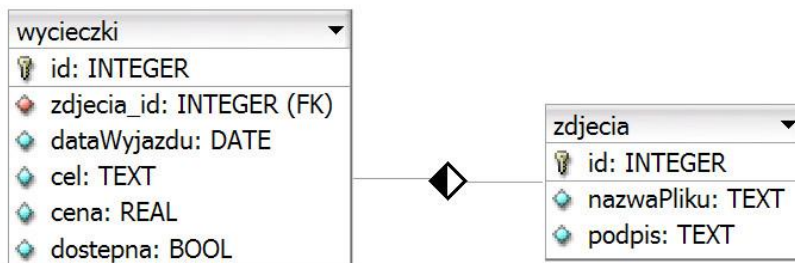 wycieczki
id: INTEGER
zdjecia_id: INTEGER (FK)
dataWyjazdu: DATE
cel: TEXT
cena: REAL
dostepna: BOOL
zdjecia
id: INTEGER
nazwaPliku: TEXT
podpis: TEXT